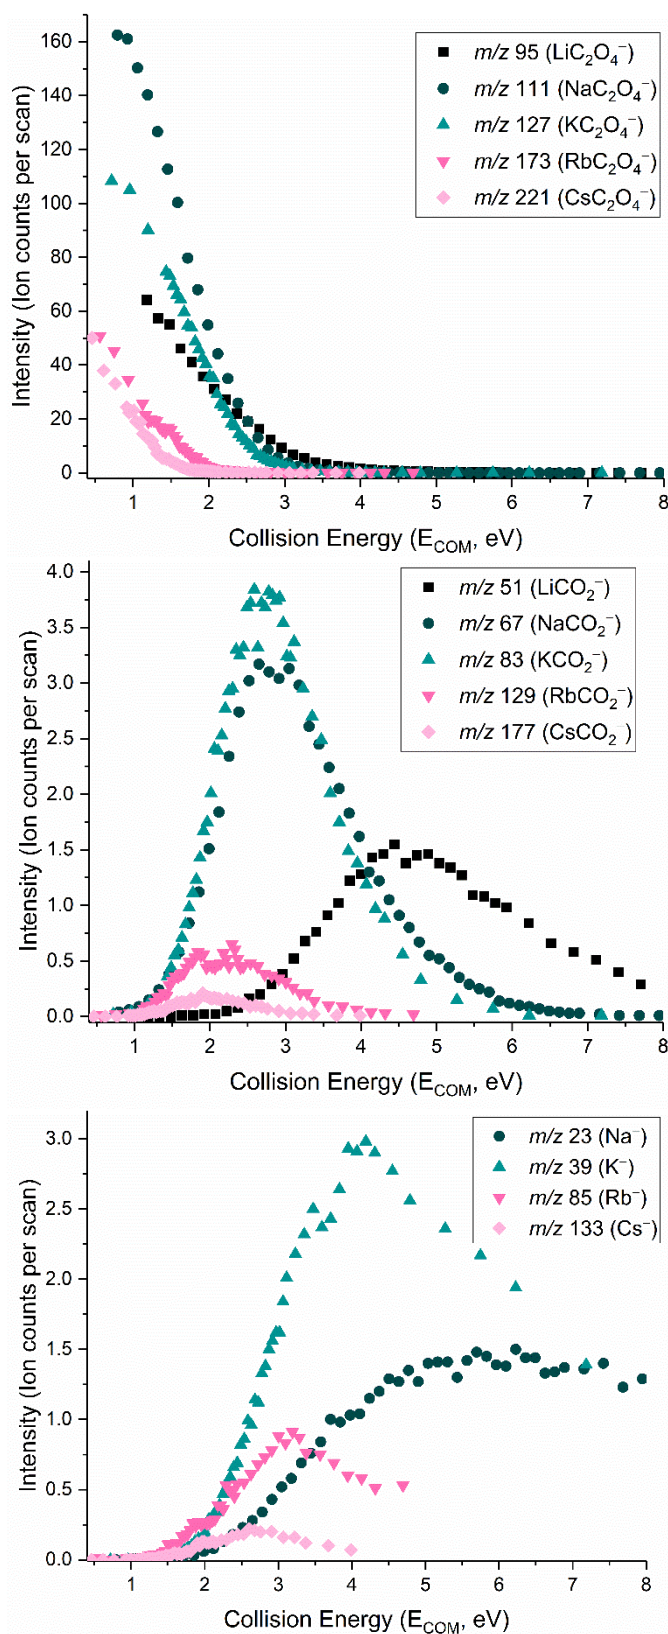 160
140
120
100
80
60
40
20
0
Intensity (Ion counts per scan)
m/z 95 (LiC₂O₄⁻)
m/z 111 (NaC₂O₄⁻)
m/z 127 (KC₂O₄⁻)
m/z 173 (RbC₂O₄⁻)
m/z 221 (CsC₂O₄⁻)
1 2 3 4 5 6 7 8
Collision Energy (E_COM, eV)
4.0
3.5
3.0
2.5
2.0
1.5
1.0
0.5
0.0
Intensity (Ion counts per scan)
m/z 51 (LiCO₂⁻)
m/z 67 (NaCO₂⁻)
m/z 83 (KCO₂⁻)
m/z 129 (RbCO₂⁻)
m/z 177 (CsCO₂⁻)
1 2 3 4 5 6 7 8
Collision Energy (E_COM, eV)
3.0
2.5
2.0
1.5
1.0
0.5
0.0
Intensity (Ion counts per scan)
m/z 23 (Na⁻)
m/z 39 (K⁻)
m/z 85 (Rb⁻)
m/z 133 (Cs⁻)
1 2 3 4 5 6 7 8
Collision Energy (E_COM, eV)